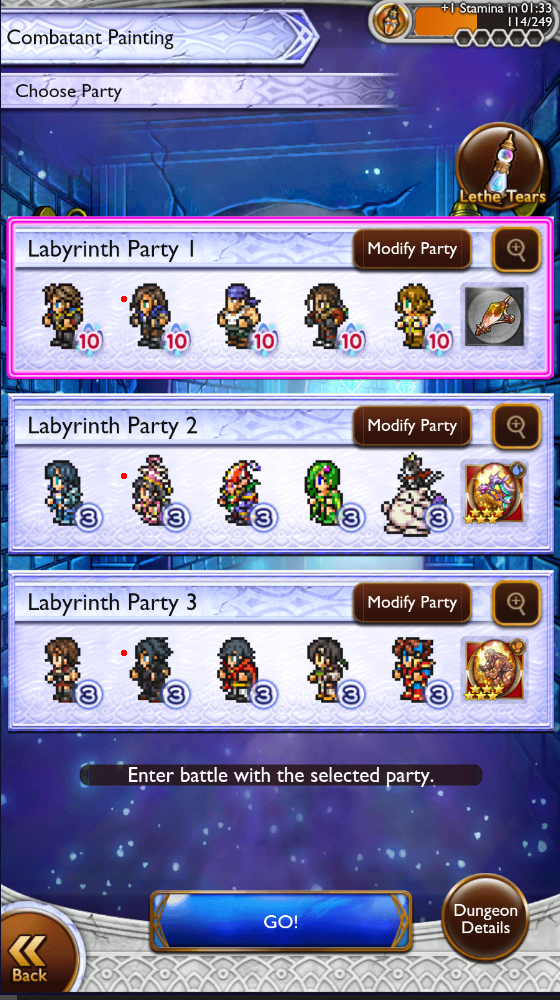 +1 Stamina in 01:33
114/249
Combatant Painting
Choose Party
Lethe Tears
Labyrinth Party 1
Modify Party
10 10 10 10 10
Labyrinth Party 2
Modify Party
3 3 3 3 3
Labyrinth Party 3
Modify Party
3 3 3 3 3
Enter battle with the selected party.
GO!
Dungeon
Details
Back